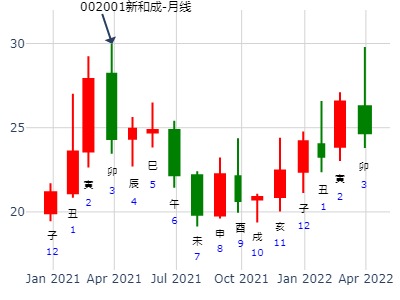 002001新和成-月线
30
25
20
子 丑 寅 卯 辰 巳 午 未 申 酉 戌 亥 子 丑 寅 卯
12 1 2 3 4 5 6 7 8 9 10 11 12 1 2 3
Jan 2021 Apr 2021 Jul 2021 Oct 2021 Jan 2022 Apr 2022